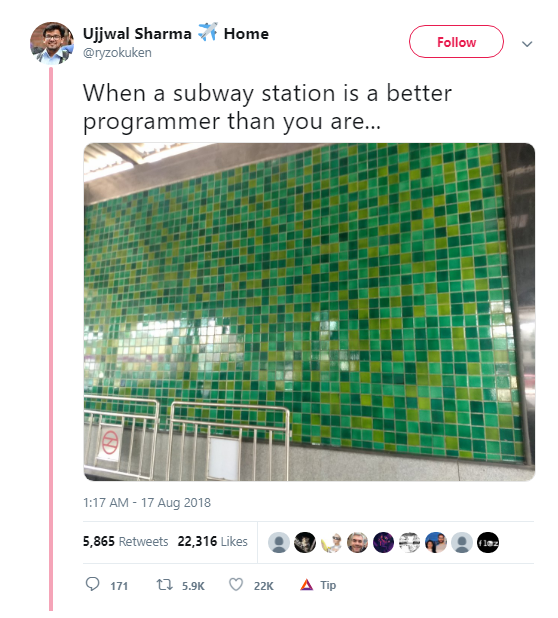 Ujjwal Sharma ✈️ Home
@ryzokuken
Follow
When a subway station is a better
programmer than you are...
1:17 AM - 17 Aug 2018
5,865 Retweets 22,316 Likes
171 5.9K 22K Tip